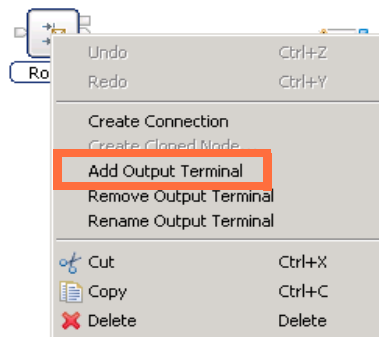 Ro
Undo Ctrl+Z
Redo Ctrl+Y
Create Connection
Create Cloned Node
Add Output Terminal
Remove Output Terminal
Rename Output Terminal
Cut Ctrl+X
Copy Ctrl+C
Delete Delete